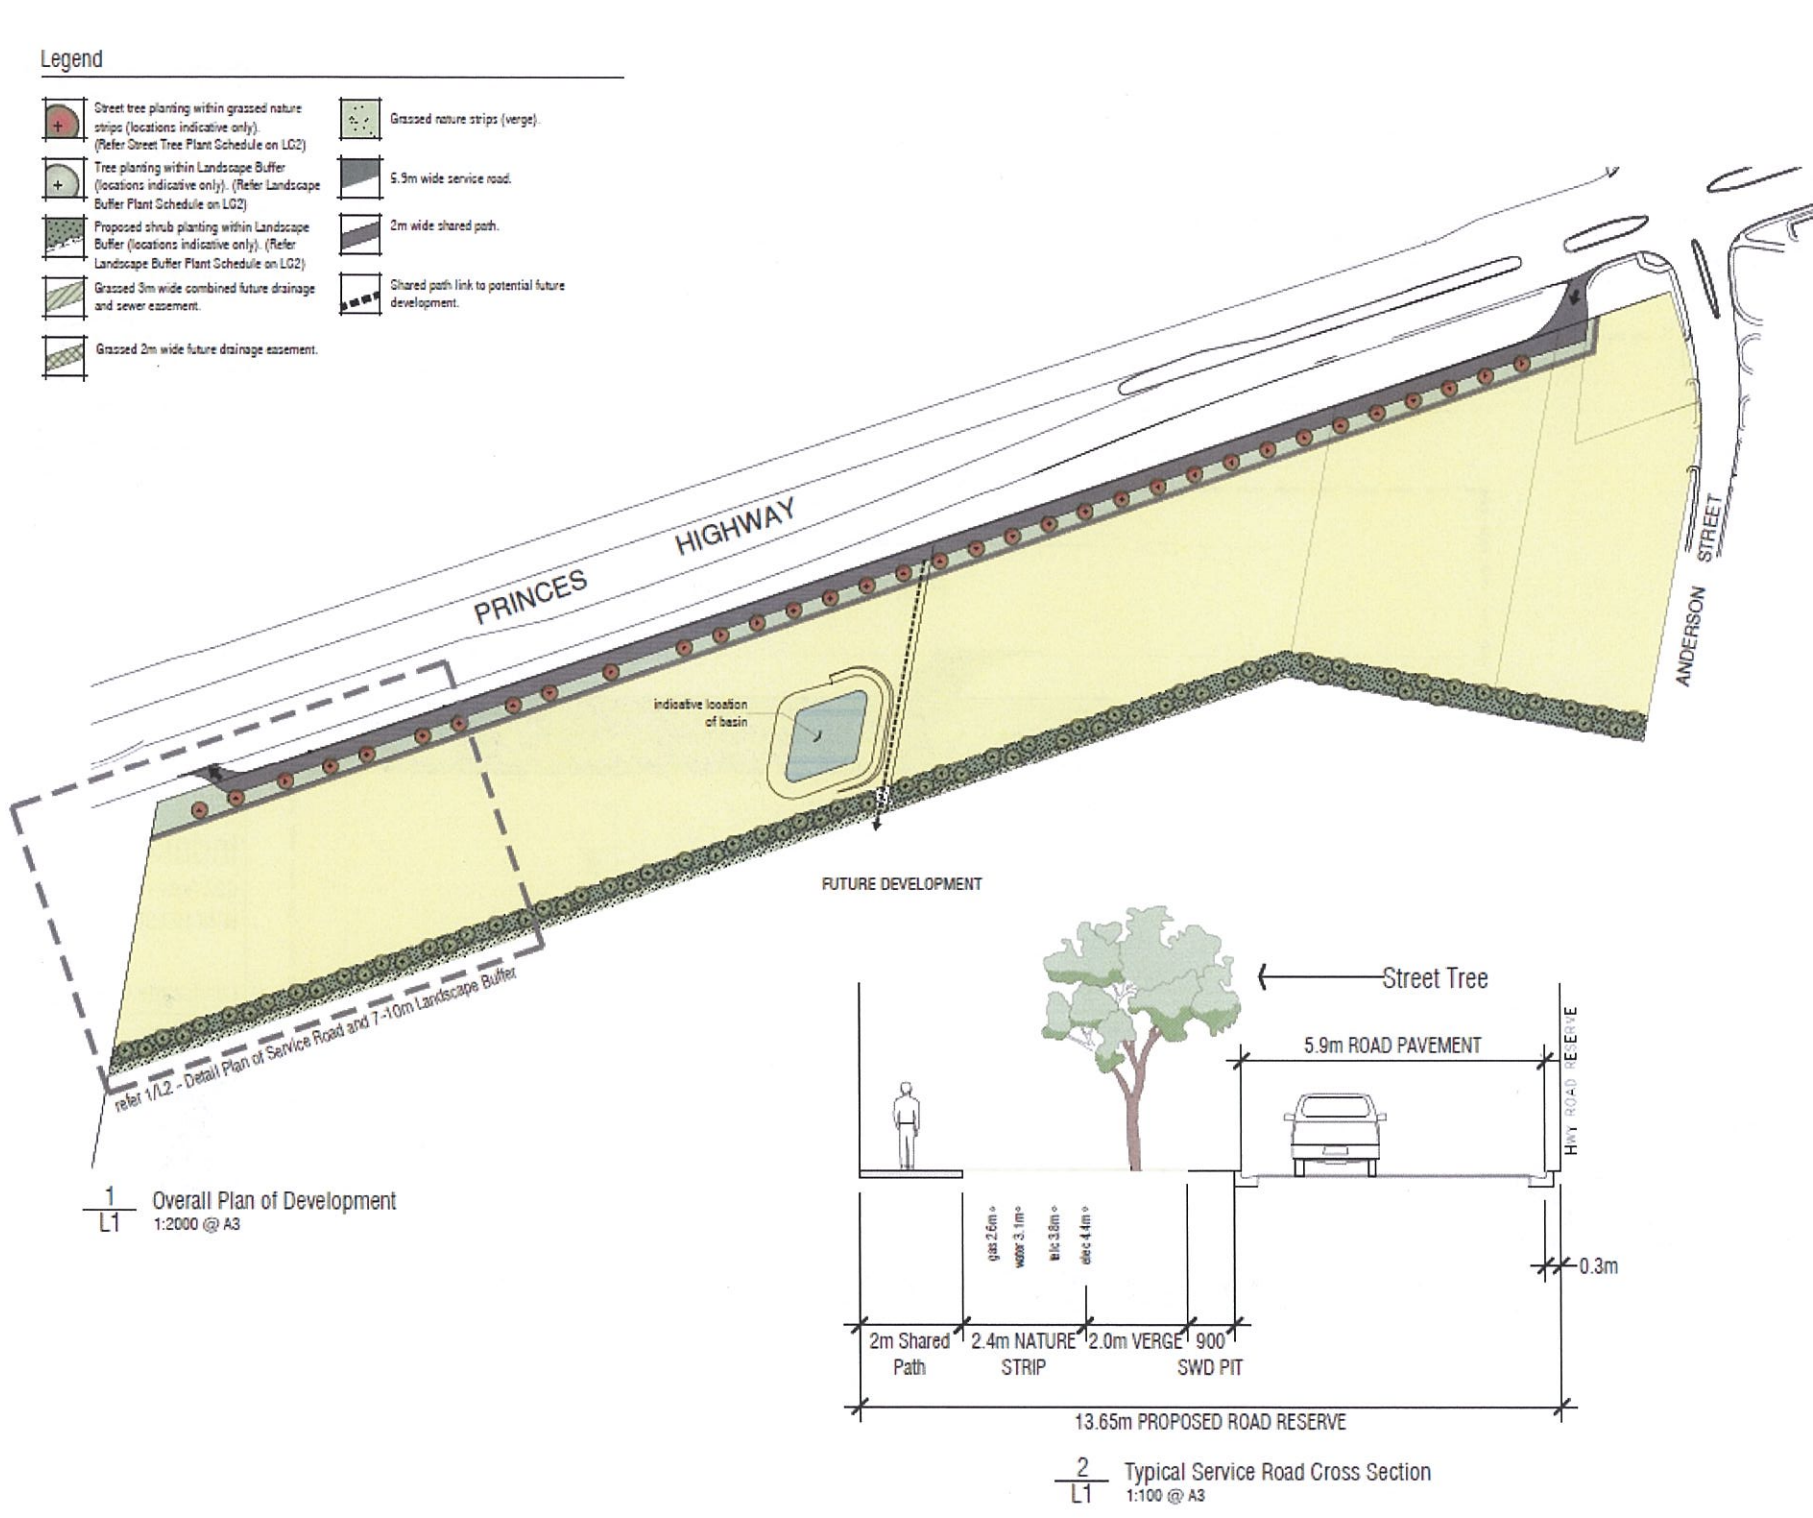 Legend
Street tree planting within grassed nature
strips (locations indicative only).
(Refer Street Tree Plant Schedule on LC2)
Tree planting within Landscape Buffer
(locations indicative only). (Refer Landscape
Buffer Plant Schedule on LC2)
Proposed shrub planting within Landscape
Buffer (locations indicative only). (Refer
Landscape Buffer Plant Schedule on LC2)
Grassed 3m wide combined future drainage
and sewer easement.
Grassed 2m wide future drainage easement.
Grassed nature strips (verge).
5.9m wide service road.
2m wide shared path.
Shared path link to potential future
development.
PRINCES HIGHWAY
ANDERSON STREET
indicative location
of basin
FUTURE DEVELOPMENT
refer 1/L2 - Detail Plan of Service Road and 7-10m Landscape Buffer
1
L1
Overall Plan of Development
1:2000 @ A3
Street Tree
5.9m ROAD PAVEMENT
HWY ROAD RESERVE
gas 2.6m
water 3.1m
telc 3.8m
elec 4.4m
0.3m
2m Shared
Path
2.4m NATURE
STRIP
2.0m VERGE
900
SWD PIT
13.65m PROPOSED ROAD RESERVE
2
L1
Typical Service Road Cross Section
1:100 @ A3